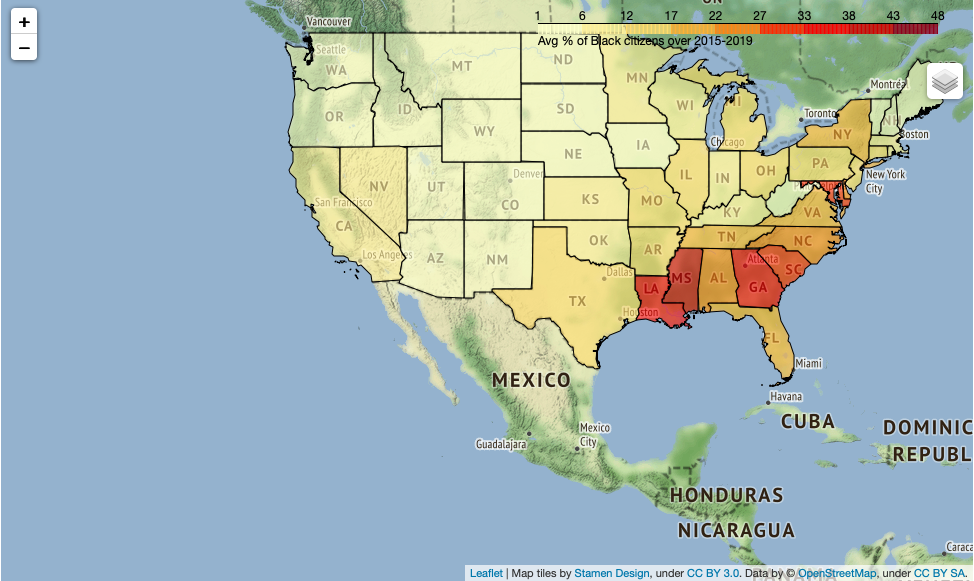 +
−
ON
1 6 12 17 22 27 33 38 43 48
Avg % of Black citizens over 2015-2019
Vancouver
Seattle
WA
MT
ND
MN
Montréal
OR
ID
SD
WI
MI
Toronto
NH
WY
NY
Boston
IA
Chicago
NE
PA
New York
City
NV
UT
Denver
CO
IL
IN
OH
San Francisco
KS
MO
KY
VA
CA
TN
NC
Los Angeles
AZ
NM
OK
AR
Atlanta
SC
Dallas
MS
AL
GA
LA
TX
Houston
FL
Miami
MEXICO
Havana
CUBA
Guadalajara
Mexico
City
DOMINIC
REPUBL
HONDURAS
NICARAGUA
Caraca
Leaflet | Map tiles by Stamen Design, under CC BY 3.0. Data by © OpenStreetMap, under CC BY SA.